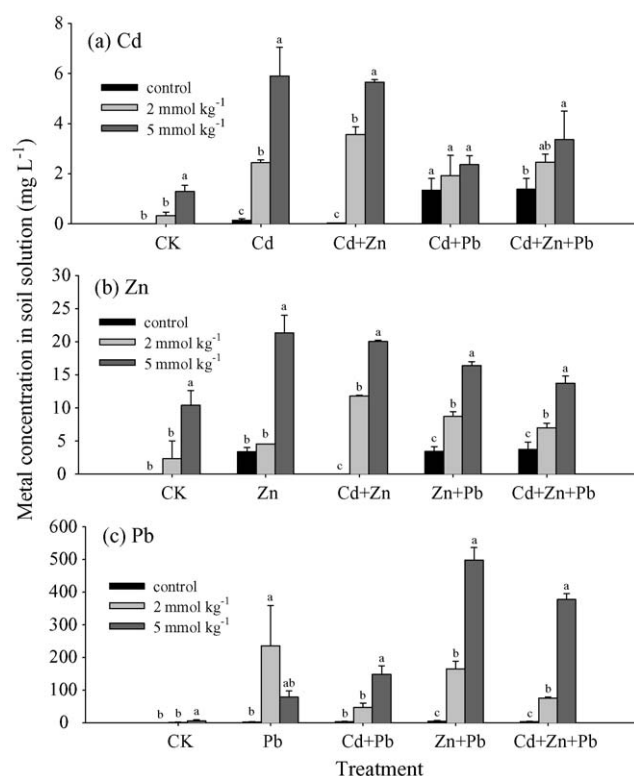 Metal concentration in soil solution (mg L⁻¹)
(a) Cd
control
2 mmol kg⁻¹
5 mmol kg⁻¹
8
6
4
2
0
b b a
c b a
c b a
a a a
b ab a
CK Cd Cd+Zn Cd+Pb Cd+Zn+Pb
(b) Zn
control
2 mmol kg⁻¹
5 mmol kg⁻¹
30
25
20
15
10
5
0
b b a
b b a
c b a
c b a
c b a
CK Zn Cd+Zn Zn+Pb Cd+Zn+Pb
(c) Pb
control
2 mmol kg⁻¹
5 mmol kg⁻¹
600
500
400
300
200
100
0
b b a
b a ab
b b a
c b a
c b a
CK Pb Cd+Pb Zn+Pb Cd+Zn+Pb
Treatment